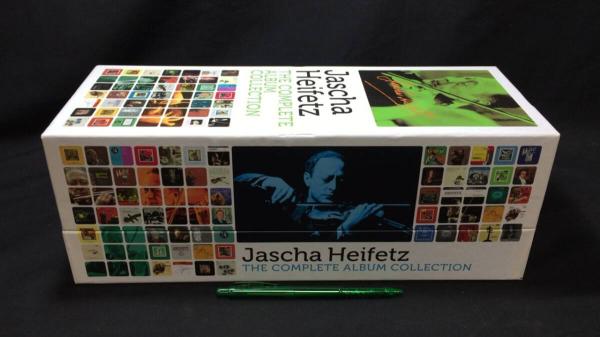 Jascha
Heifetz
THE COMPLETE
ALBUM
COLLECTION
Jascha Heifetz
THE COMPLETE ALBUM COLLECTION